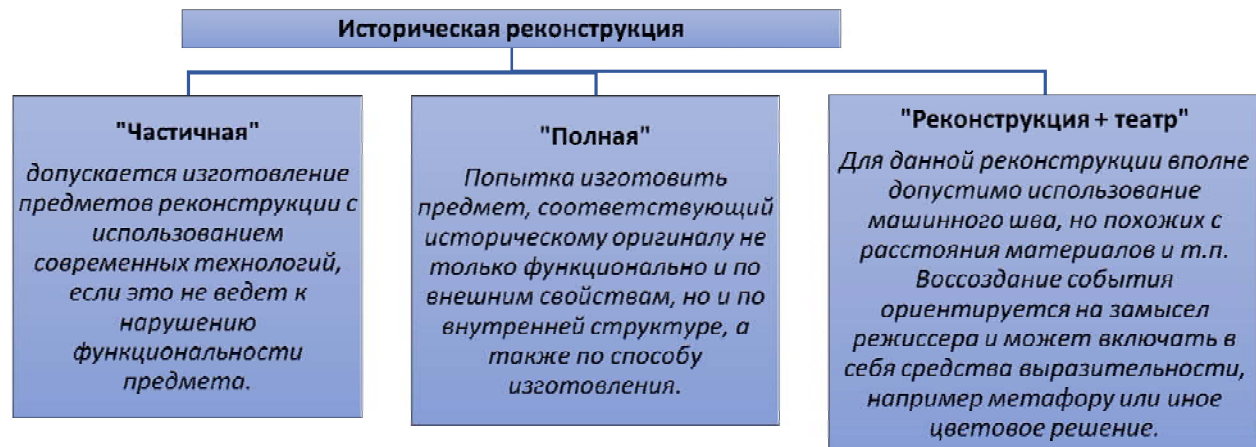 Историческая реконструкция
"Частичная"
допускается изготовление
предметов реконструкции с
использованием
современных технологий,
если это не ведет к
нарушению
функциональности
предмета.
"Полная"
Попытка изготовить
предмет, соответствующий
историческому оригиналу не
только функционально и по
внешним свойствам, но и по
внутренней структуре, а
также по способу
изготовления.
"Реконструкция + театр"
Для данной реконструкции вполне
допустимо использование
машинного шва, но похожих с
расстояния материалов и т.п.
Воссоздание события
ориентируется на замысел
режиссера и может включать в
себя средства выразительности,
например метафору или иное
цветовое решение.